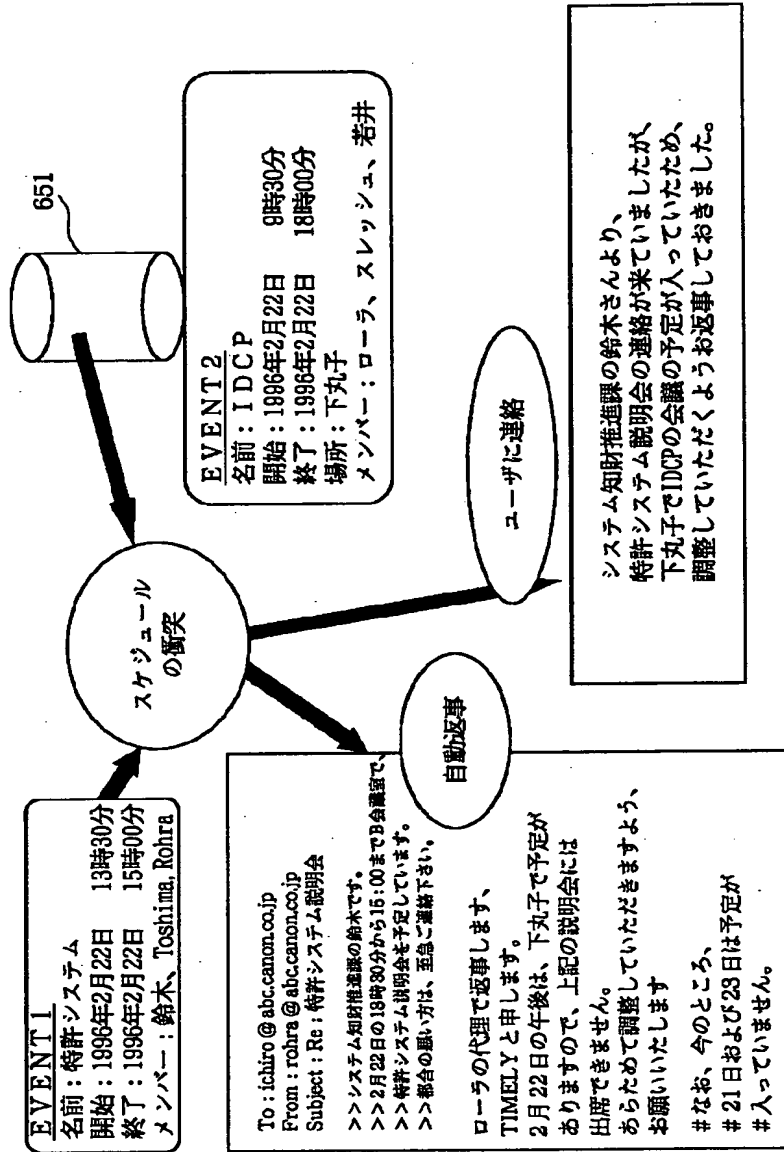 EVENT1
名前：特許システム
開始：1996年2月22日 13時30分
終了：1996年2月22日 15時00分
メンバー：鈴木、Toshima, Rohra
スケジュール
の衝突
651
EVENT2
名前：IDCP
開始：1996年2月22日 9時30分
終了：1996年2月22日 18時00分
場所：下丸子
メンバー：ローラ、スレッシュ、若井
To：ichiro@abc.canon.co.jp
From：rohra@abc.canon.co.jp
Subject：Re：特許システム説明会
>>システム知財推進課の鈴木です。
>>2月22日の13時30分から15:00までB会議室で、
>>特許システム説明会を予定しています。
>>都合の悪い方は、至急ご連絡下さい。
ローラの代理で返事します、
TIMELYと申します。
2月22日の午後は、下丸子で予定が
ありますので、上記の説明会には
出席できません。
あらためて調整していただきますよう、
お願いいたします
#なお、今のところ、
#21日および23日は予定が
#入っていません。
自動返事
ユーザに連絡
システム知財推進課の鈴木さんより、
特許システム説明会の連絡が来ていましたが、
下丸子でIDCPの会議の予定が入っていたため、
調整していただくようお返事しておきました。